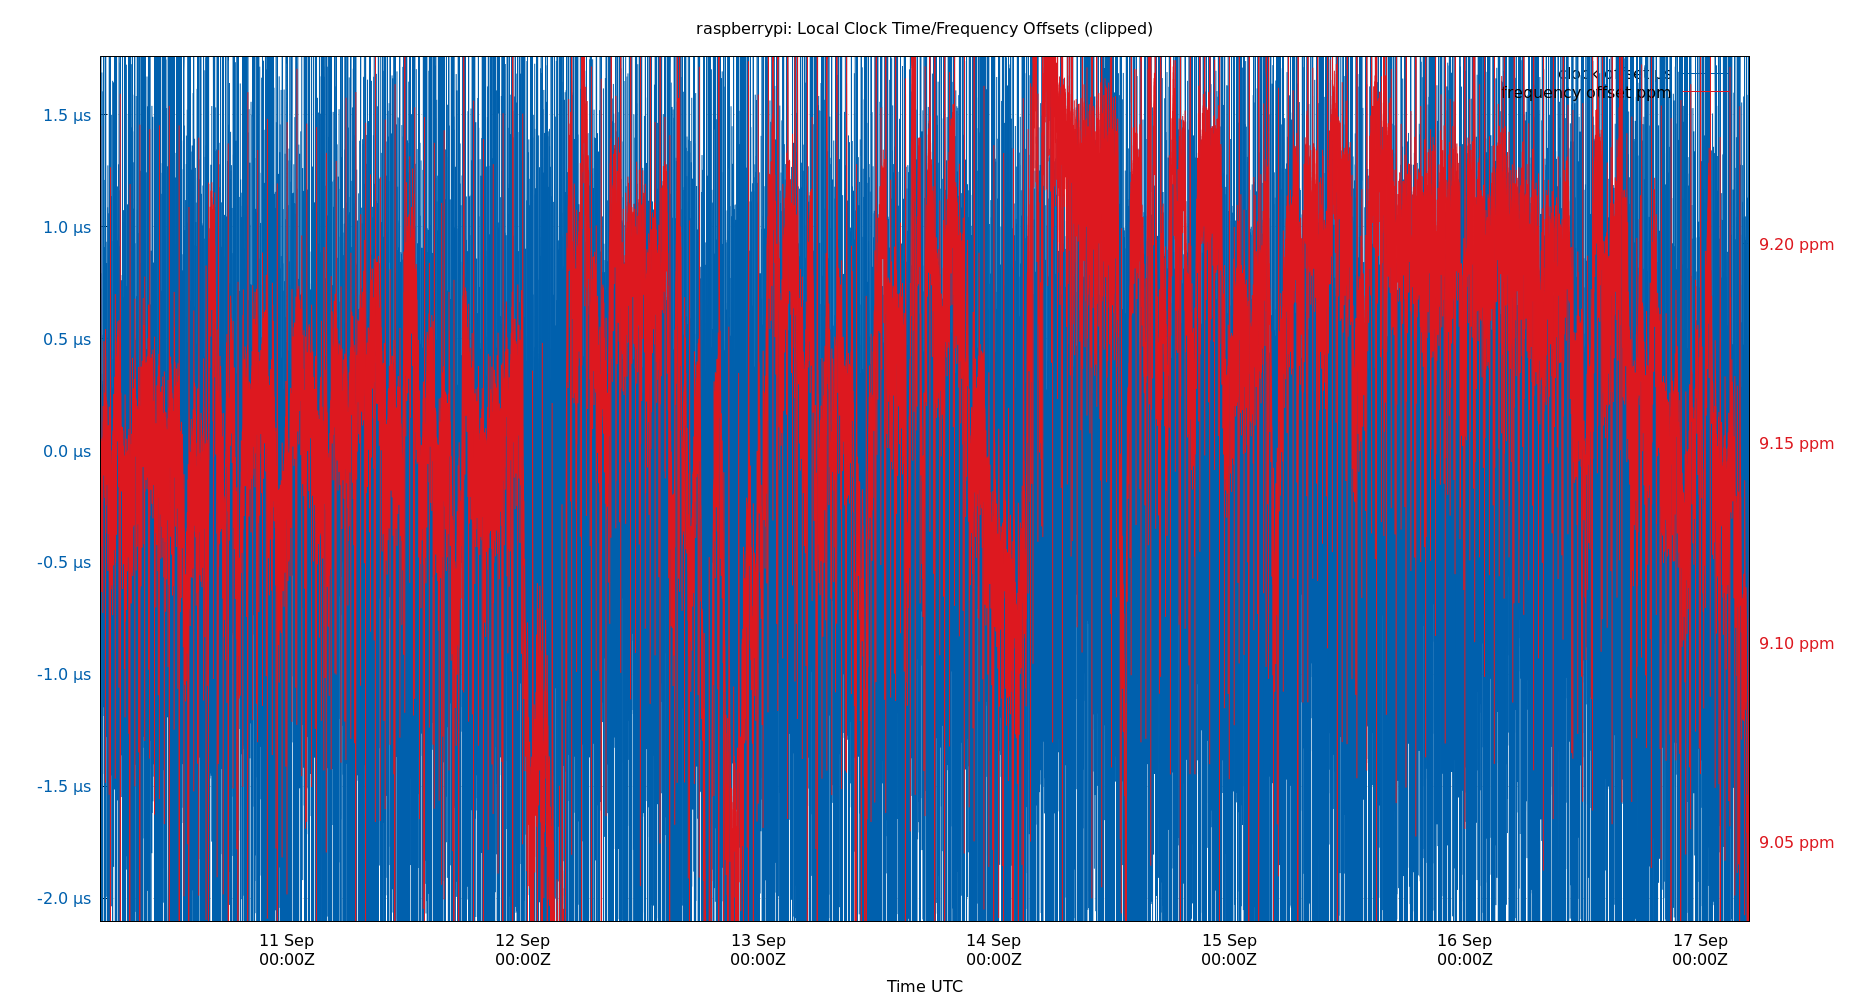 raspberrypi: Local Clock Time/Frequency Offsets (clipped)
clock offset μs
frequency offset ppm
1.5 μs
1.0 μs
0.5 μs
0.0 μs
-0.5 μs
-1.0 μs
-1.5 μs
-2.0 μs
9.20 ppm
9.15 ppm
9.10 ppm
9.05 ppm
11 Sep
00:00Z
12 Sep
00:00Z
13 Sep
00:00Z
14 Sep
00:00Z
15 Sep
00:00Z
16 Sep
00:00Z
17 Sep
00:00Z
Time UTC